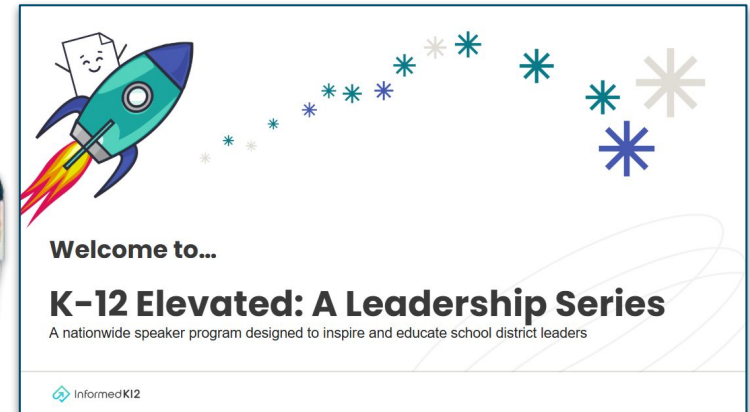 Welcome to...
K-12 Elevated: A Leadership Series
A nationwide speaker program designed to inspire and educate school district leaders
InformedK12